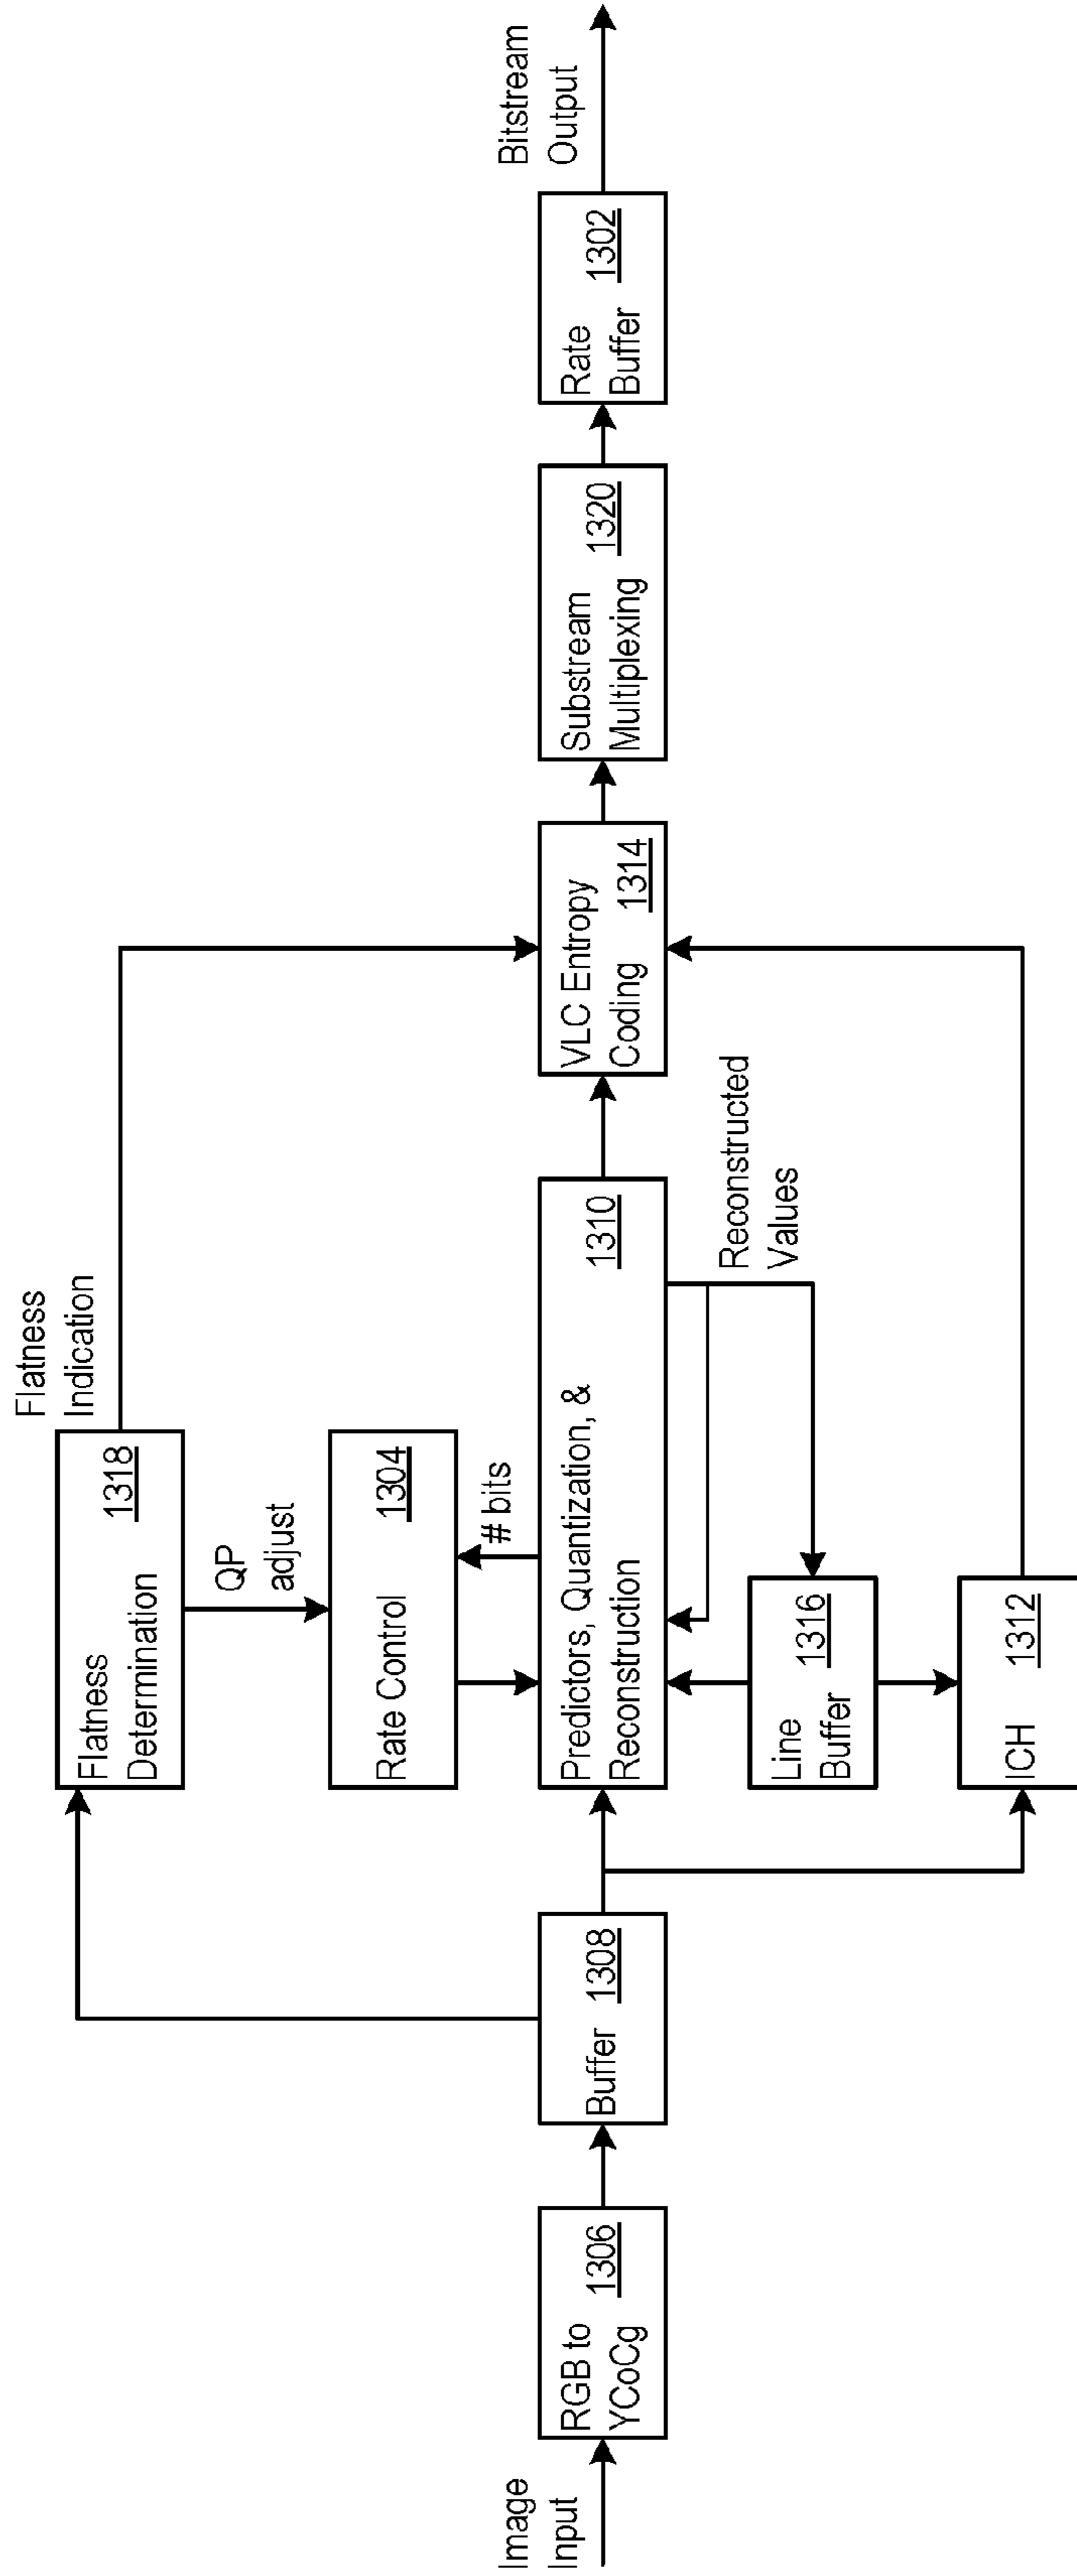 Image
Input
RGB to
YCoCg
1306
Buffer
1308
Flatness
Determination
1318
Flatness
Indication
QP
adjust
Rate Control
1304
# bits
Predictors, Quantization, &
Reconstruction
1310
Reconstructed
Values
Line
Buffer
1316
ICH
1312
VLC Entropy
Coding
1314
Substream
Multiplexing
1320
Rate
Buffer
1302
Bitstream
Output